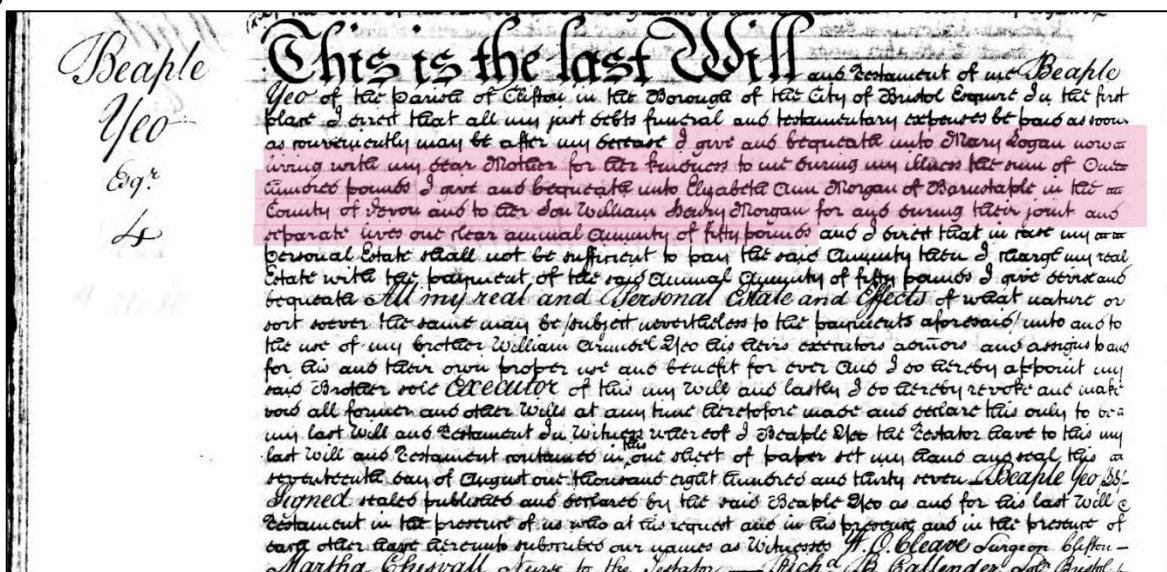 Beaple
Yeo
Esqr
4
This is the last Will and Testament of me Beaple
Yeo of the Parish of Clifton in the Borough of the City of Bristol Esquire In the first
place I direct that all my just debts funeral and testamentary expenses be paid as soon
as conveniently may be after my decease I give and bequeath unto Mary Logan now
living with my dear Mother for her kindness to me during my illness the sum of One
hundred pounds I give and bequeath unto Elizabeth Ann Morgan of Barnstaple in the
County of Devon and to her Son William Henry Morgan for and during their joint and
separate lives one clear annual Annuity of fifty pounds and I direct that in case my
personal Estate shall not be sufficient to pay the said Annuity then I charge my real
Estate with the payment of the said Annual Annuity of fifty pounds I give devise and
bequeath All my real and Personal Estate and Effects of what nature or
sort soever the same may be /subject nevertheless to the payments aforesaid/ unto and to
the use of my brother William Arundel Yeo his heirs executors admors and assigns to and
for his and their own proper use and benefit for ever And I do hereby appoint my
said Brother sole Executor of this my Will and lastly I do hereby revoke and make
void all former and other Wills at any time heretofore made and declare this only to be
my last Will and Testament In Witness whereof I Beaple Yeo the Testator have to this my
last Will and Testament contained in this one sheet of paper set my hand and seal this
seventeenth day of August one thousand eight hundred and thirty seven Beaple Yeo
Signed sealed published and declared by the said Beaple Yeo as and for his last Will &
Testament in the presence of us who at his request and in his presence and in the presence of
each other have hereunto subscribed our names as Witnesses W. O. Cleave Surgeon Clifton –
Martha Chisvall Nurse to the Testator — Richd B Callender Solr Bristol